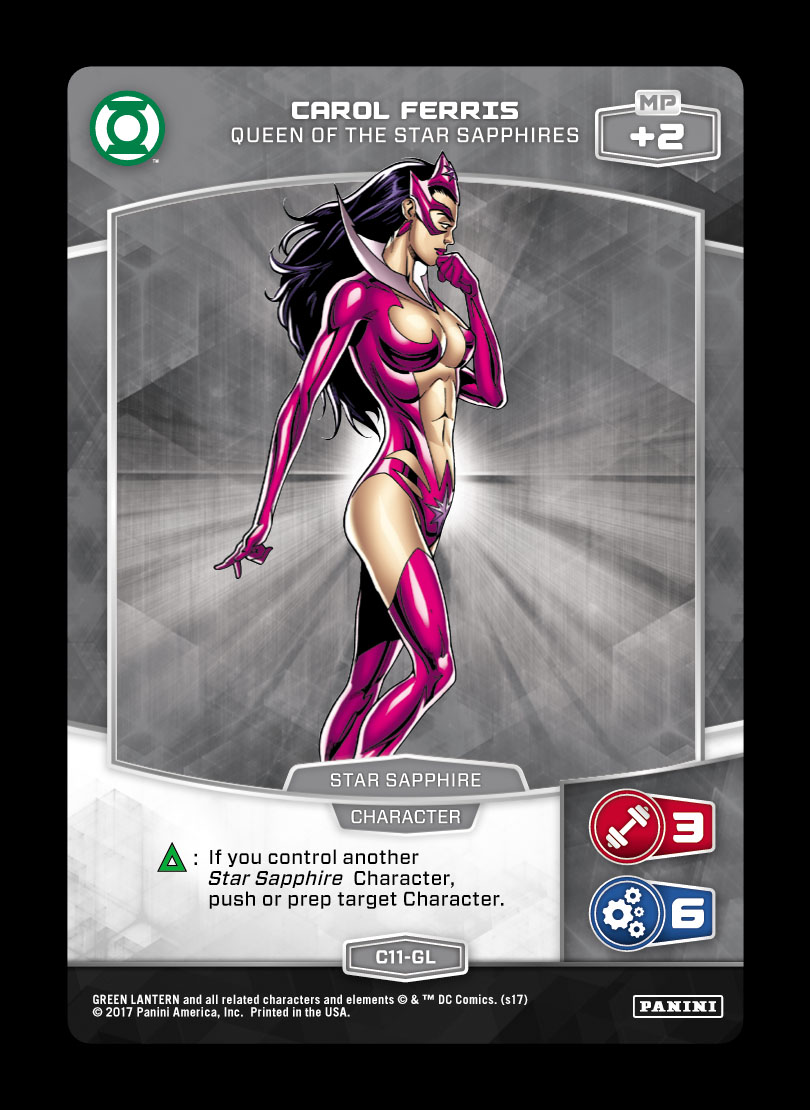 CAROL FERRIS
QUEEN OF THE STAR SAPPHIRES
MP
+2
™
STAR SAPPHIRE
CHARACTER
: If you control another
Star Sapphire Character,
push or prep target Character.
3
6
C11-GL
GREEN LANTERN and all related characters and elements © & ™ DC Comics. (s17)
© 2017 Panini America, Inc. Printed in the USA.
PANINI